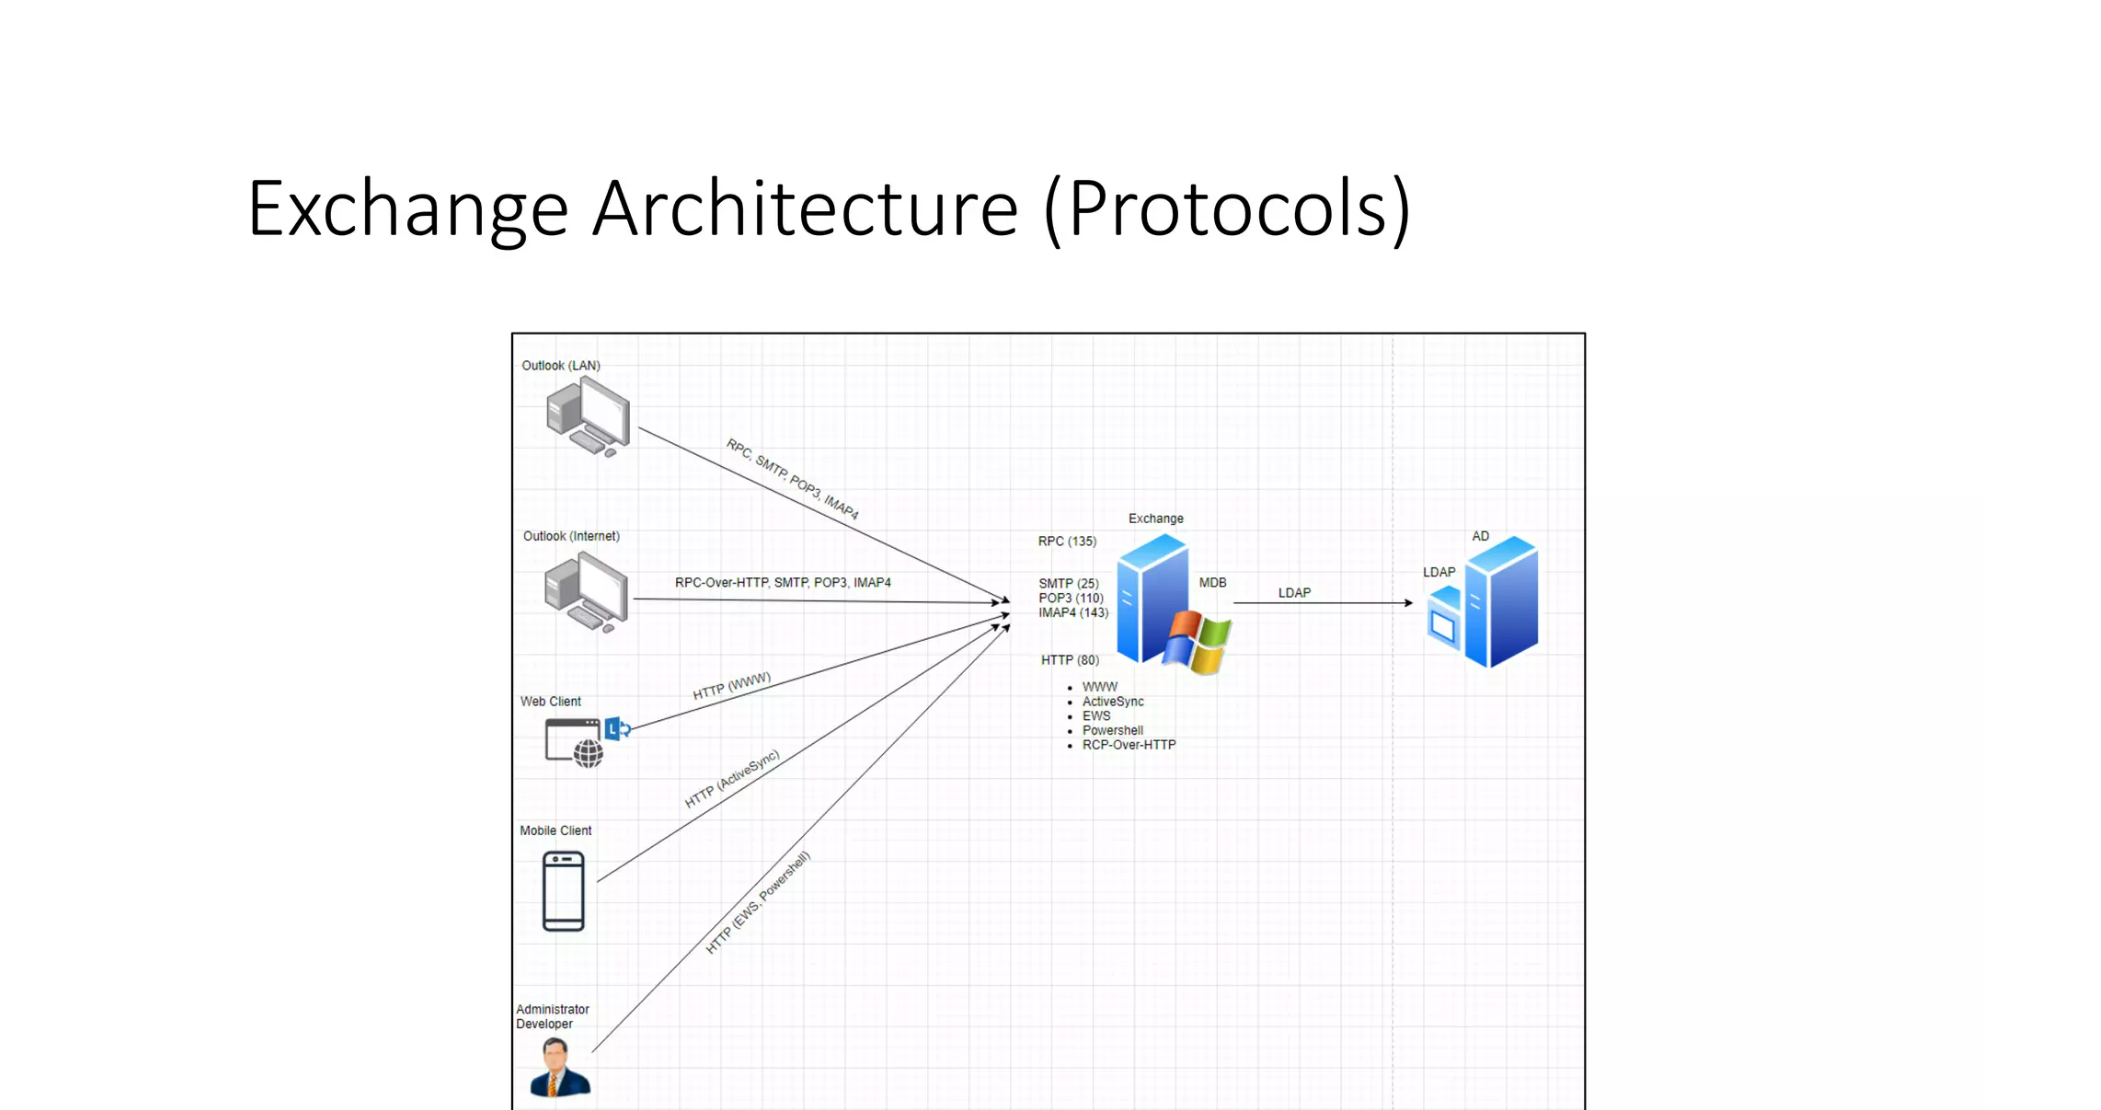 Exchange Architecture (Protocols)
Outlook (LAN)
RPC, SMTP, POP3, IMAP4
Outlook (Internet)
RPC-Over-HTTP, SMTP, POP3, IMAP4
Web Client
L
HTTP (WWW)
Mobile Client
HTTP (ActiveSync)
Administrator
Developer
HTTP (EWS, Powershell)
Exchange
RPC (135)
SMTP (25)
POP3 (110)
IMAP4 (143)
MDB
HTTP (80)
• WWW
• ActiveSync
• EWS
• Powershell
• RCP-Over-HTTP
LDAP
AD
LDAP